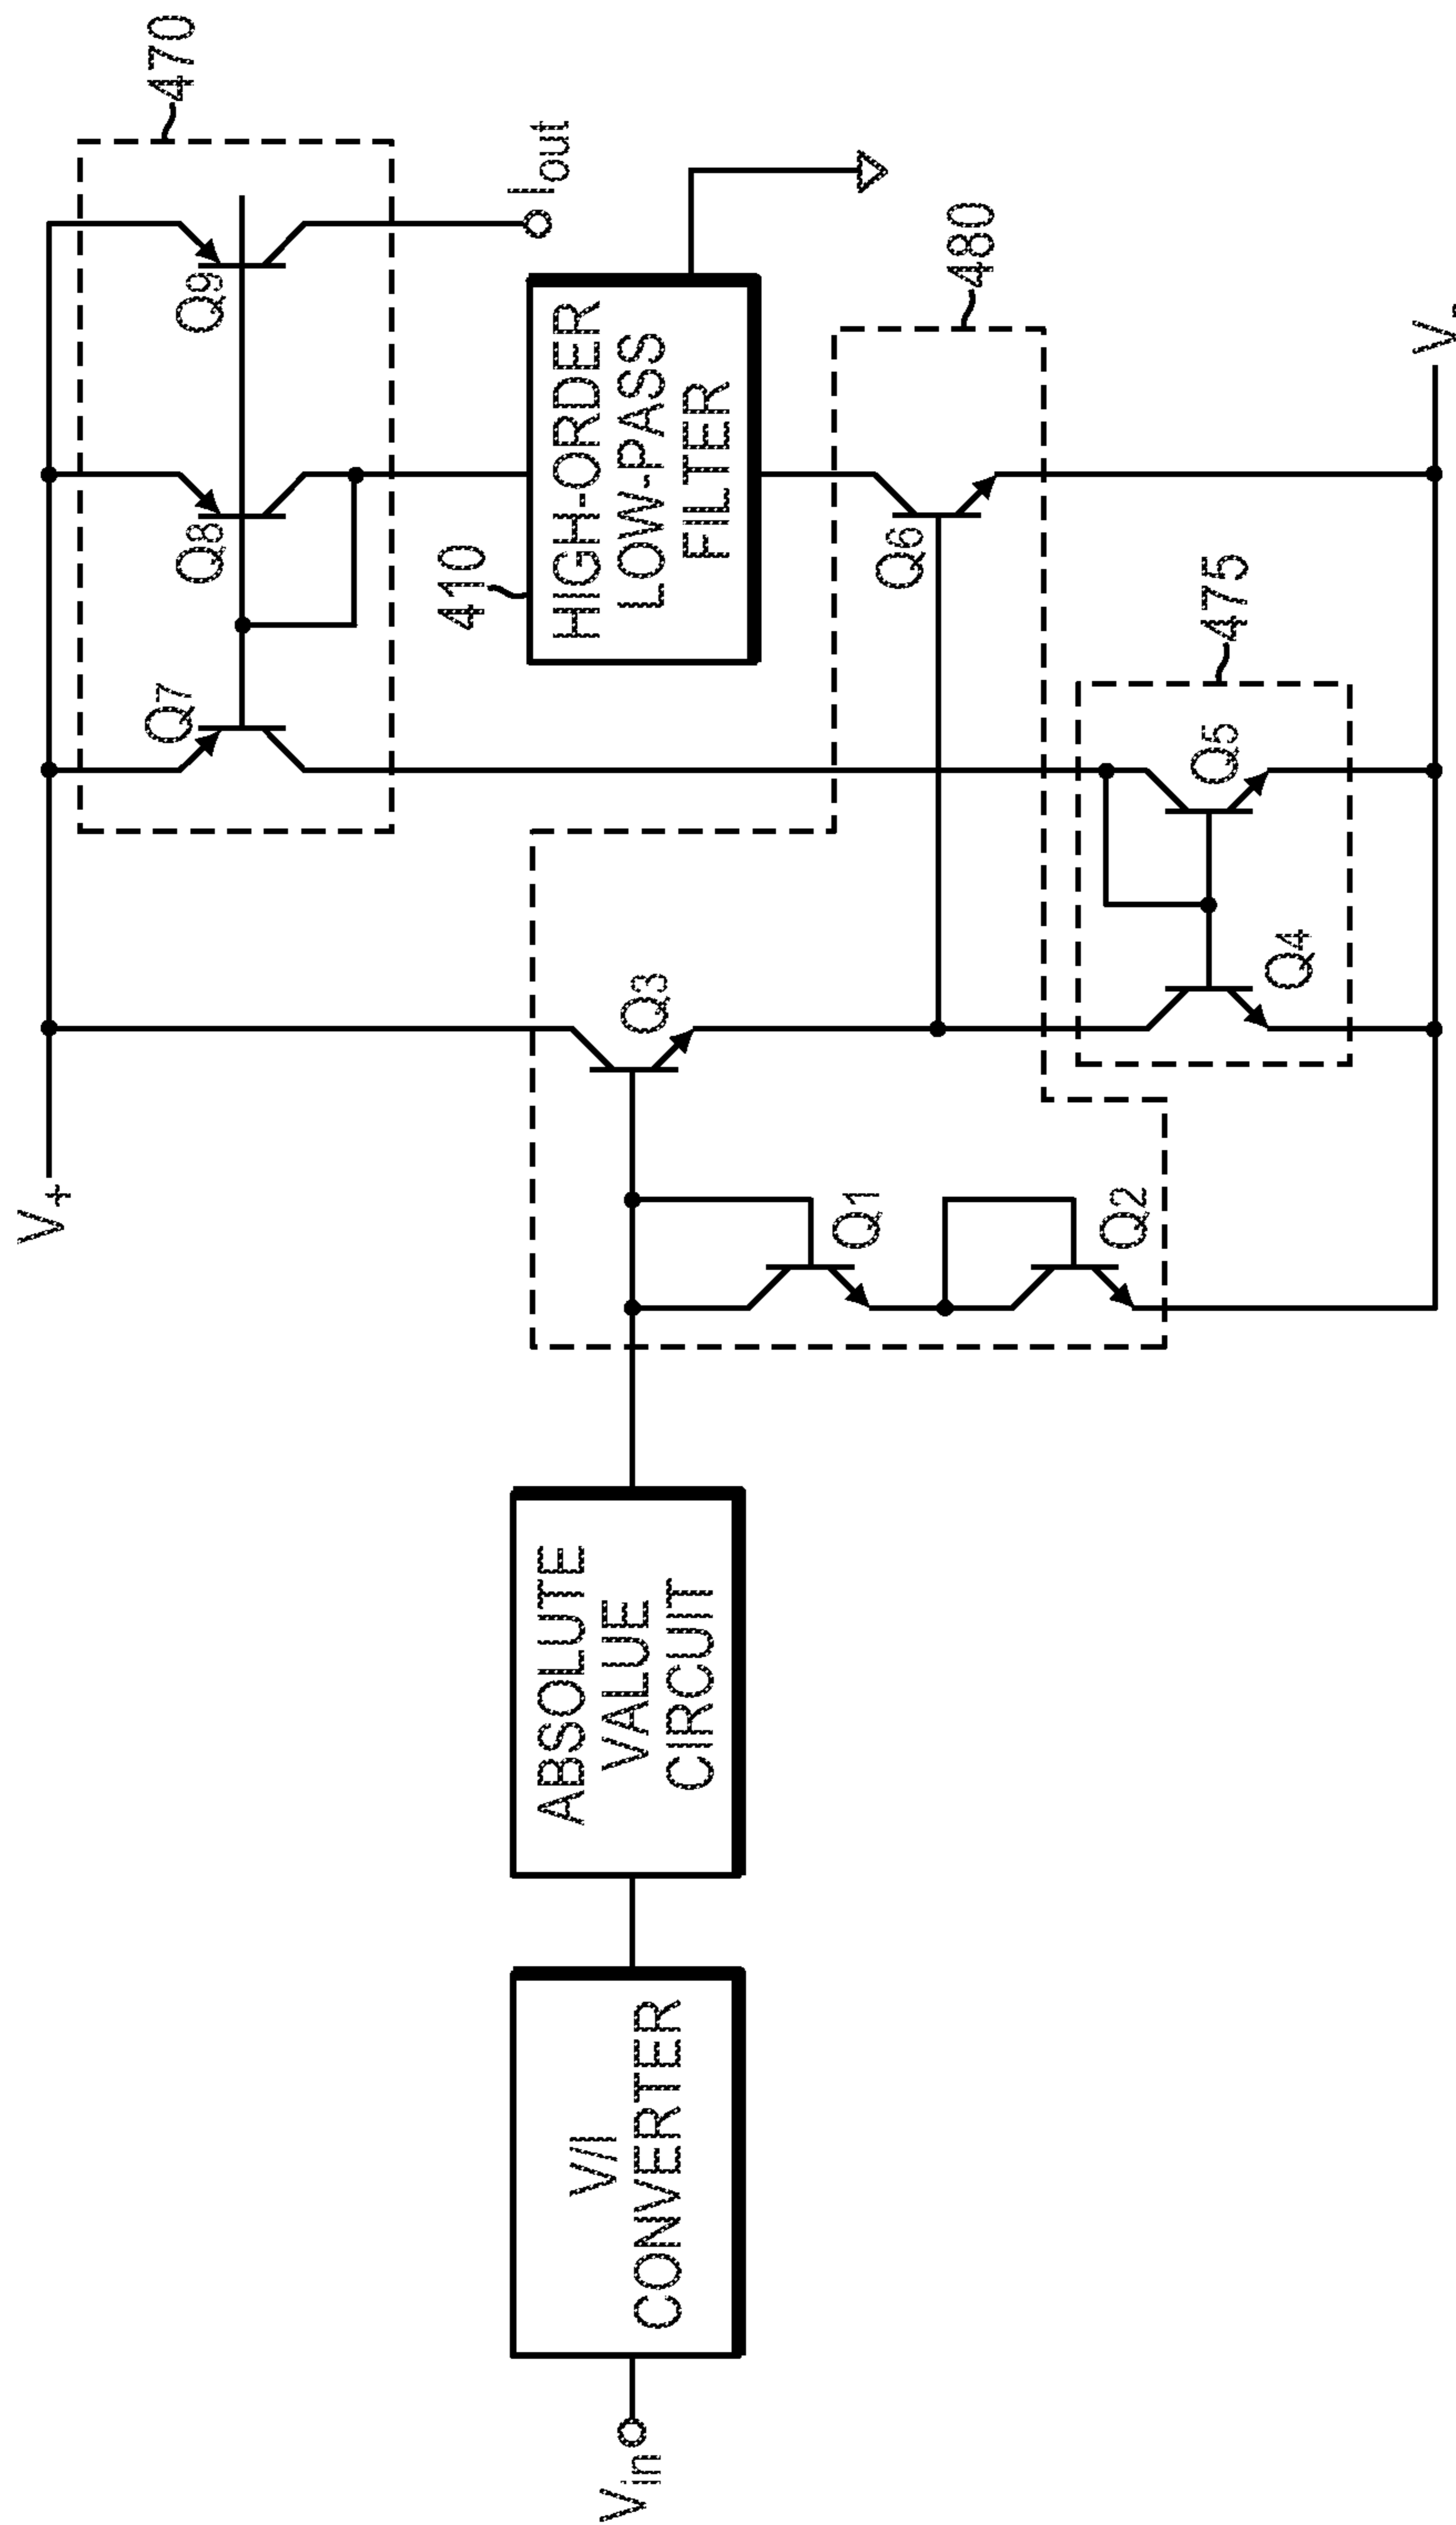 V+
470
Q7
Q8
Q9
Iout
410
HIGH-ORDER
LOW-PASS
FILTER
480
Q3
Q6
475
Q1
Q2
Q4
Q5
Vin
V/I
CONVERTER
ABSOLUTE
VALUE
CIRCUIT